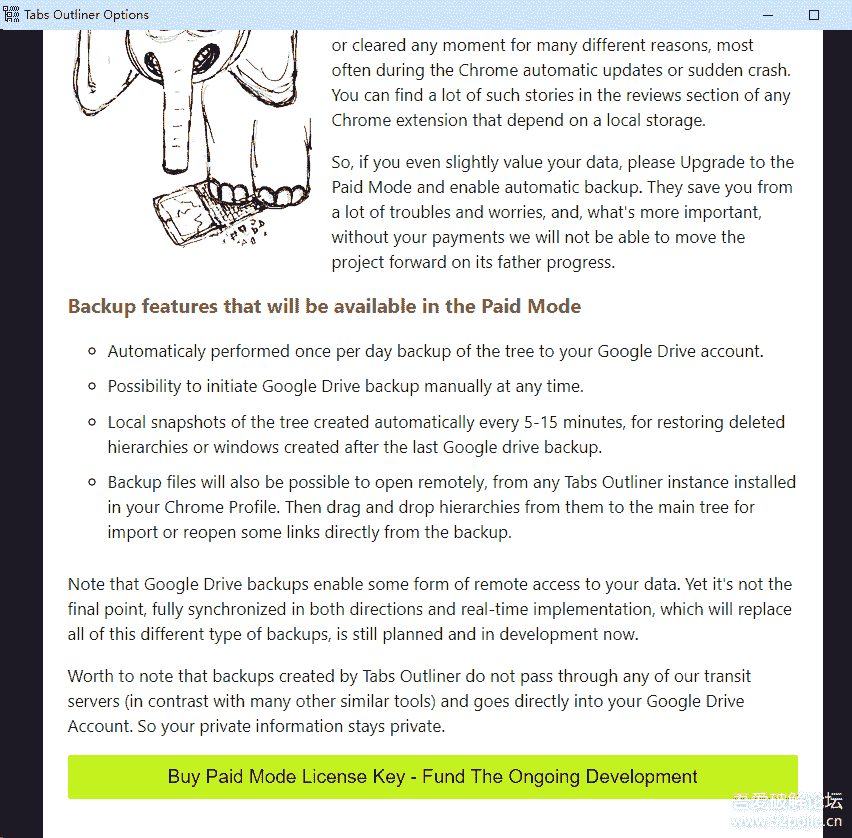 Tabs Outliner Options
or cleared any moment for many different reasons, most
often during the Chrome automatic updates or sudden crash.
You can find a lot of such stories in the reviews section of any
Chrome extension that depend on a local storage.
So, if you even slightly value your data, please Upgrade to the
Paid Mode and enable automatic backup. They save you from
a lot of troubles and worries, and, what's more important,
without your payments we will not be able to move the
project forward on its father progress.
Backup features that will be available in the Paid Mode
Automaticaly performed once per day backup of the tree to your Google Drive account.
Possibility to initiate Google Drive backup manually at any time.
Local snapshots of the tree created automatically every 5-15 minutes, for restoring deleted
hierarchies or windows created after the last Google drive backup.
Backup files will also be possible to open remotely, from any Tabs Outliner instance installed
in your Chrome Profile. Then drag and drop hierarchies from them to the main tree for
import or reopen some links directly from the backup.
Note that Google Drive backups enable some form of remote access to your data. Yet it's not the
final point, fully synchronized in both directions and real-time implementation, which will replace
all of this different type of backups, is still planned and in development now.
Worth to note that backups created by Tabs Outliner do not pass through any of our transit
servers (in contrast with many other similar tools) and goes directly into your Google Drive
Account. So your private information stays private.
Buy Paid Mode License Key - Fund The Ongoing Development
吾爱破解论坛
www.52pojie.cn